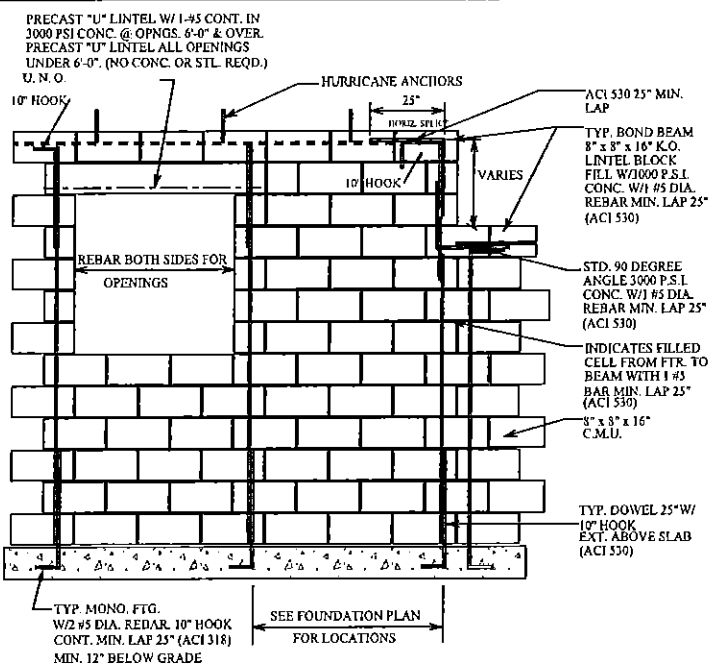 PRECAST "U" LINTEL W/ 1-#5 CONT. IN
3000 PSI CONC. @ OPNGS. 6'-0" & OVER.
PRECAST "U" LINTEL ALL OPENINGS
UNDER 6'-0". (NO CONC. OR STL. REQD.)
U. N. O.
10" HOOK
HURRICANE ANCHORS
25"
HORIZ. SPLICE
ACI 530 25" MIN.
LAP
10" HOOK
VARIES
TYP. BOND BEAM
8" x 8" x 16" K.O.
LINTEL BLOCK
FILL W/3000 P.S.I.
CONC. W/1 #5 DIA.
REBAR MIN. LAP 25"
(ACI 530)
REBAR BOTH SIDES FOR
OPENINGS
STD. 90 DEGREE
ANGLE 3000 P.S.I.
CONC. W/1 #5 DIA.
REBAR MIN. LAP 25"
(ACI 530)
INDICATES FILLED
CELL FROM FTR. TO
BEAM WITH 1 #5
BAR MIN. LAP 25"
(ACI 530)
8" x 8" x 16"
C.M.U.
TYP. DOWEL 25" W/
10" HOOK
EXT. ABOVE SLAB
(ACI 530)
TYP. MONO. FTG.
W/2 #5 DIA. REBAR. 10" HOOK
CONT. MIN. LAP 25" (ACI 318)
MIN. 12" BELOW GRADE
SEE FOUNDATION PLAN
FOR LOCATIONS